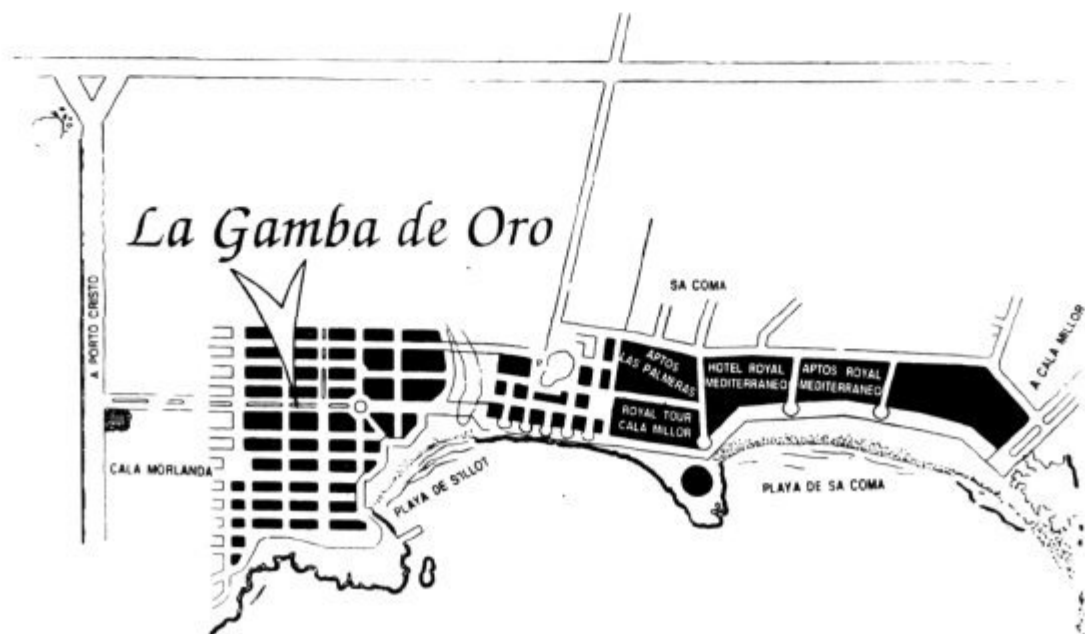 La Gamba de Oro
A PORTO CRISTO
SA COMA
A CALA MILLOR
APTOS
LAS PALMERAS
HOTEL ROYAL
MEDITERRANEO
APTOS ROYAL
MEDITERRANEO
ROYAL TOUR
CALA MILLOR
P
CALA MORLANDA
PLAYA DE S'ILLOT
PLAYA DE SA COMA